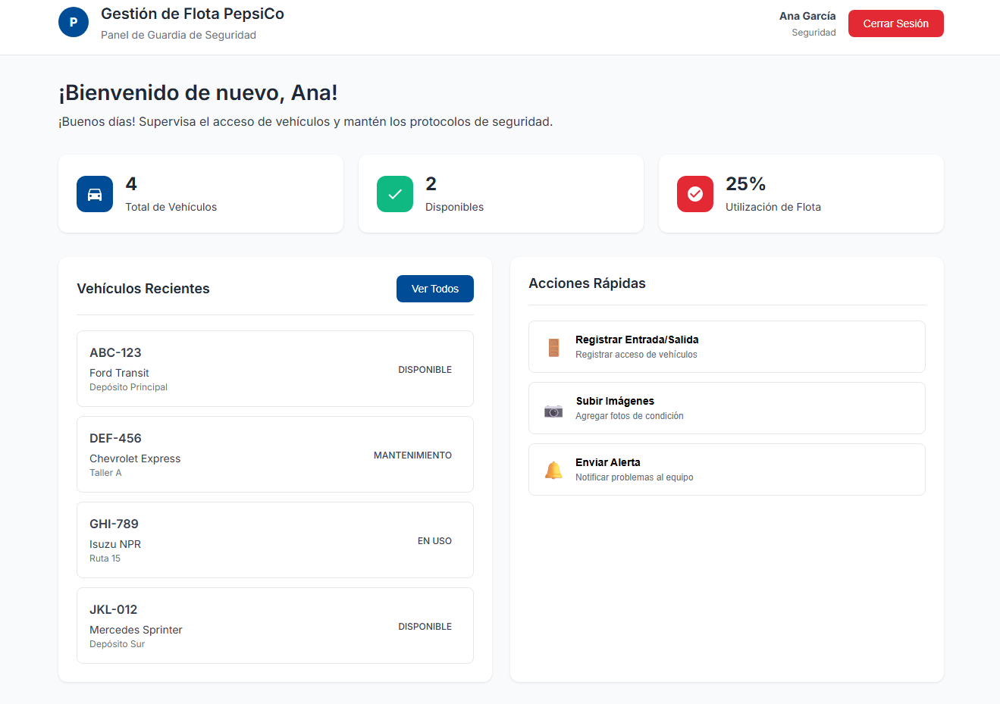 P
Gestión de Flota PepsiCo
Panel de Guardia de Seguridad
Ana García
Seguridad
Cerrar Sesión
¡Bienvenido de nuevo, Ana!
¡Buenos días! Supervisa el acceso de vehículos y mantén los protocolos de seguridad.
4
Total de Vehículos
2
Disponibles
25%
Utilización de Flota
Vehículos Recientes
Ver Todos
ABC-123
Ford Transit
Depósito Principal
DISPONIBLE
DEF-456
Chevrolet Express
Taller A
MANTENIMIENTO
GHI-789
Isuzu NPR
Ruta 15
EN USO
JKL-012
Mercedes Sprinter
Depósito Sur
DISPONIBLE
Acciones Rápidas
Registrar Entrada/Salida
Registrar acceso de vehículos
Subir Imágenes
Agregar fotos de condición
Enviar Alerta
Notificar problemas al equipo